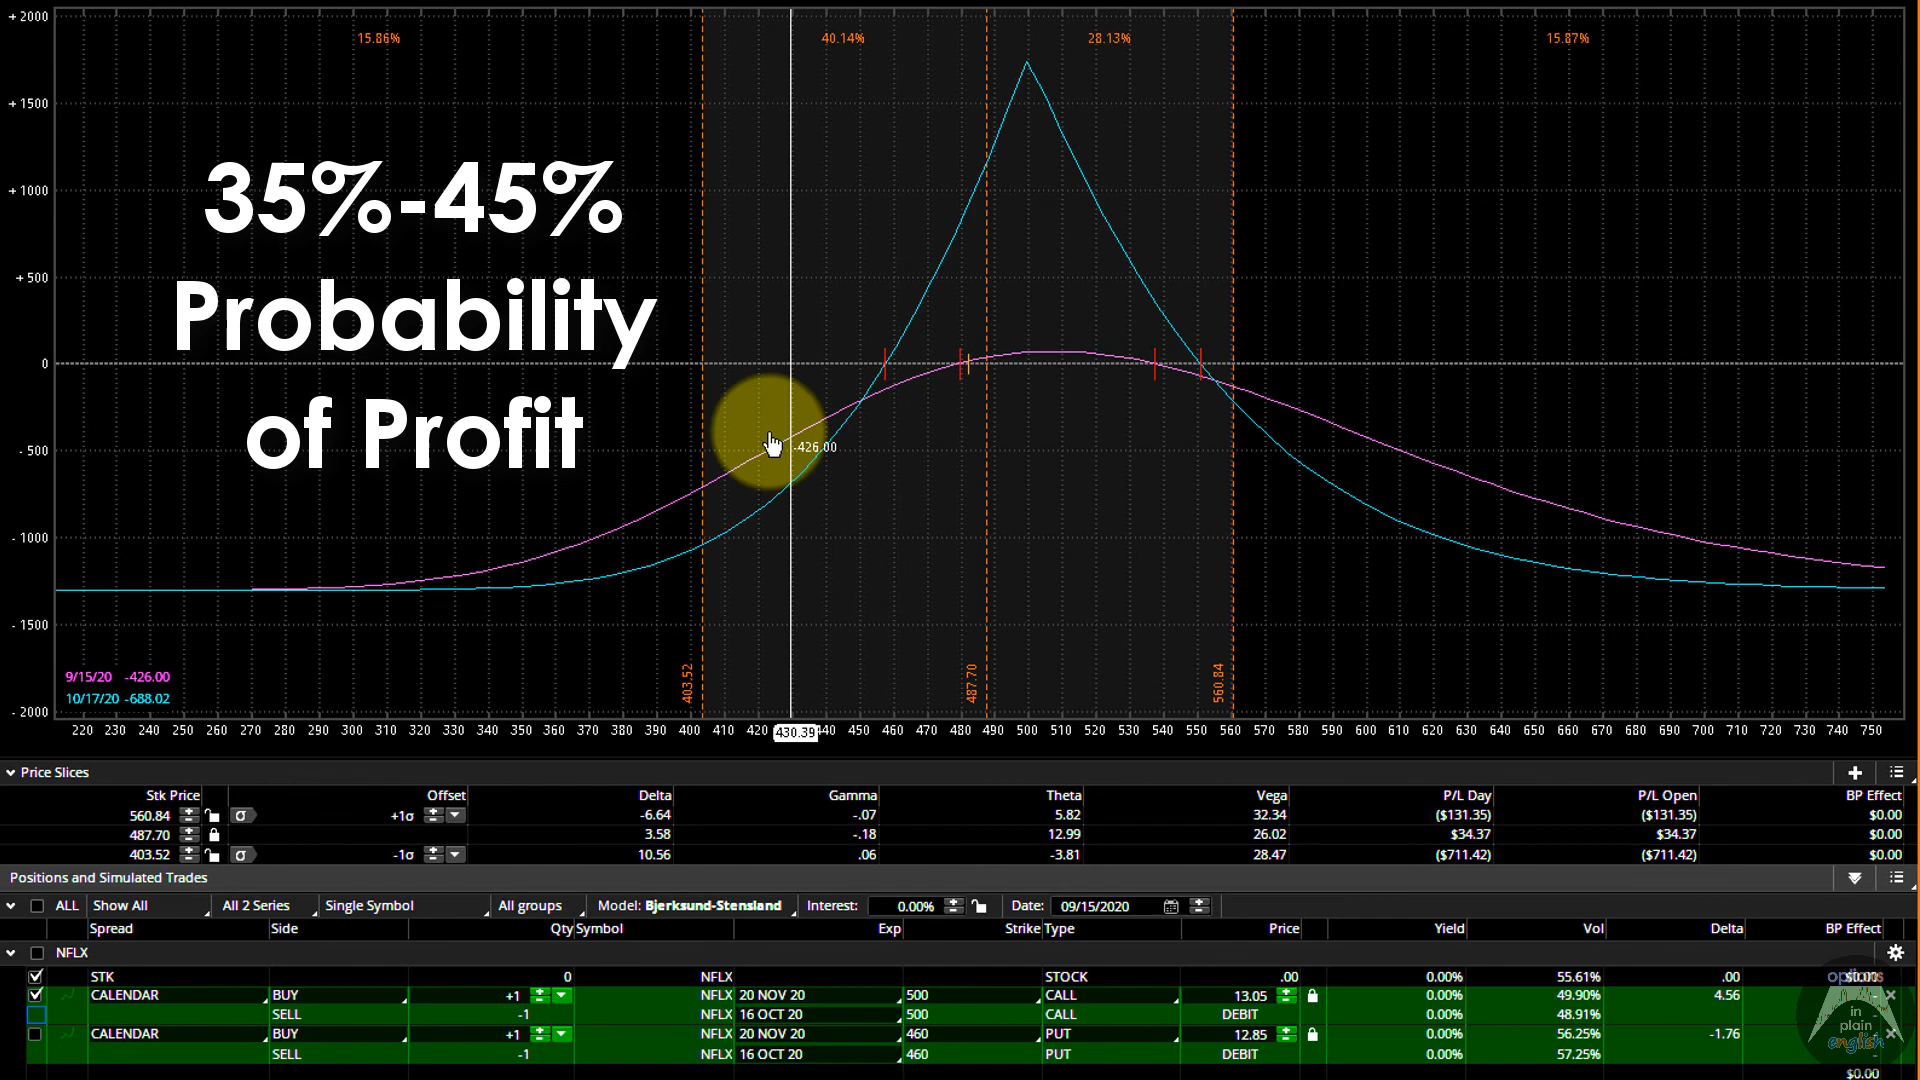 + 2000
15.86%
40.14%
28.13%
15.87%
+ 1500
35%-45%
+ 1000
Probability
+ 500
0
of Profit
- 500
-426.00
- 1000
- 1500
403.52
487.70
560.84
9/15/20 -426.00
10/17/20 -688.02
- 2000
220 230 240 250 260 270 280 290 300 310 320 330 340 350 360 370 380 390 400 410 420 430.39 40 450 460 470 480 490 500 510 520 530 540 550 560 570 580 590 600 610 620 630 640 650 660 670 680 690 700 710 720 730 740 750
Price Slices
Stk Price Offset Delta Gamma Theta Vega P/L Day P/L Open BP Effect
560.84 σ +1σ -6.64 -.07 5.82 32.34 ($131.35) ($131.35) $0.00
487.70 3.58 -.18 12.99 26.02 $34.37 $34.37 $0.00
403.52 σ -1σ 10.56 .06 -3.81 28.47 ($711.42) ($711.42) $0.00
Positions and Simulated Trades
ALL Show All All 2 Series Single Symbol All groups Model: Bjerksund-Stensland Interest: 0.00% Date: 09/15/2020
Spread Side Qty Symbol Exp Strike Type Price Yield Vol Delta BP Effect
NFLX
STK 0 NFLX STOCK .00 0.00% 55.61% .00 $0.00
CALENDAR BUY +1 NFLX 20 NOV 20 500 CALL 13.05 0.00% 49.90% 4.56
SELL -1 NFLX 16 OCT 20 500 CALL DEBIT 0.00% 48.91%
CALENDAR BUY +1 NFLX 20 NOV 20 460 PUT 12.85 0.00% 56.25% -1.76
SELL -1 NFLX 16 OCT 20 460 PUT DEBIT 0.00% 57.25%
$0.00
options
in
plain
english